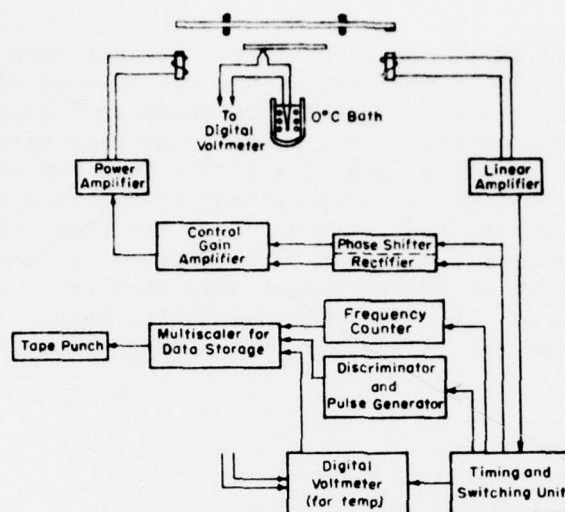 To
Digital
Voltmeter
0°C Bath
Power
Amplifier
Linear
Amplifier
Control
Gain
Amplifier
Phase Shifter
Rectifier
Frequency
Counter
Tape Punch
Multiscaler for
Data Storage
Discriminator
and
Pulse Generator
Digital
Voltmeter
(for temp)
Timing and
Switching Unit